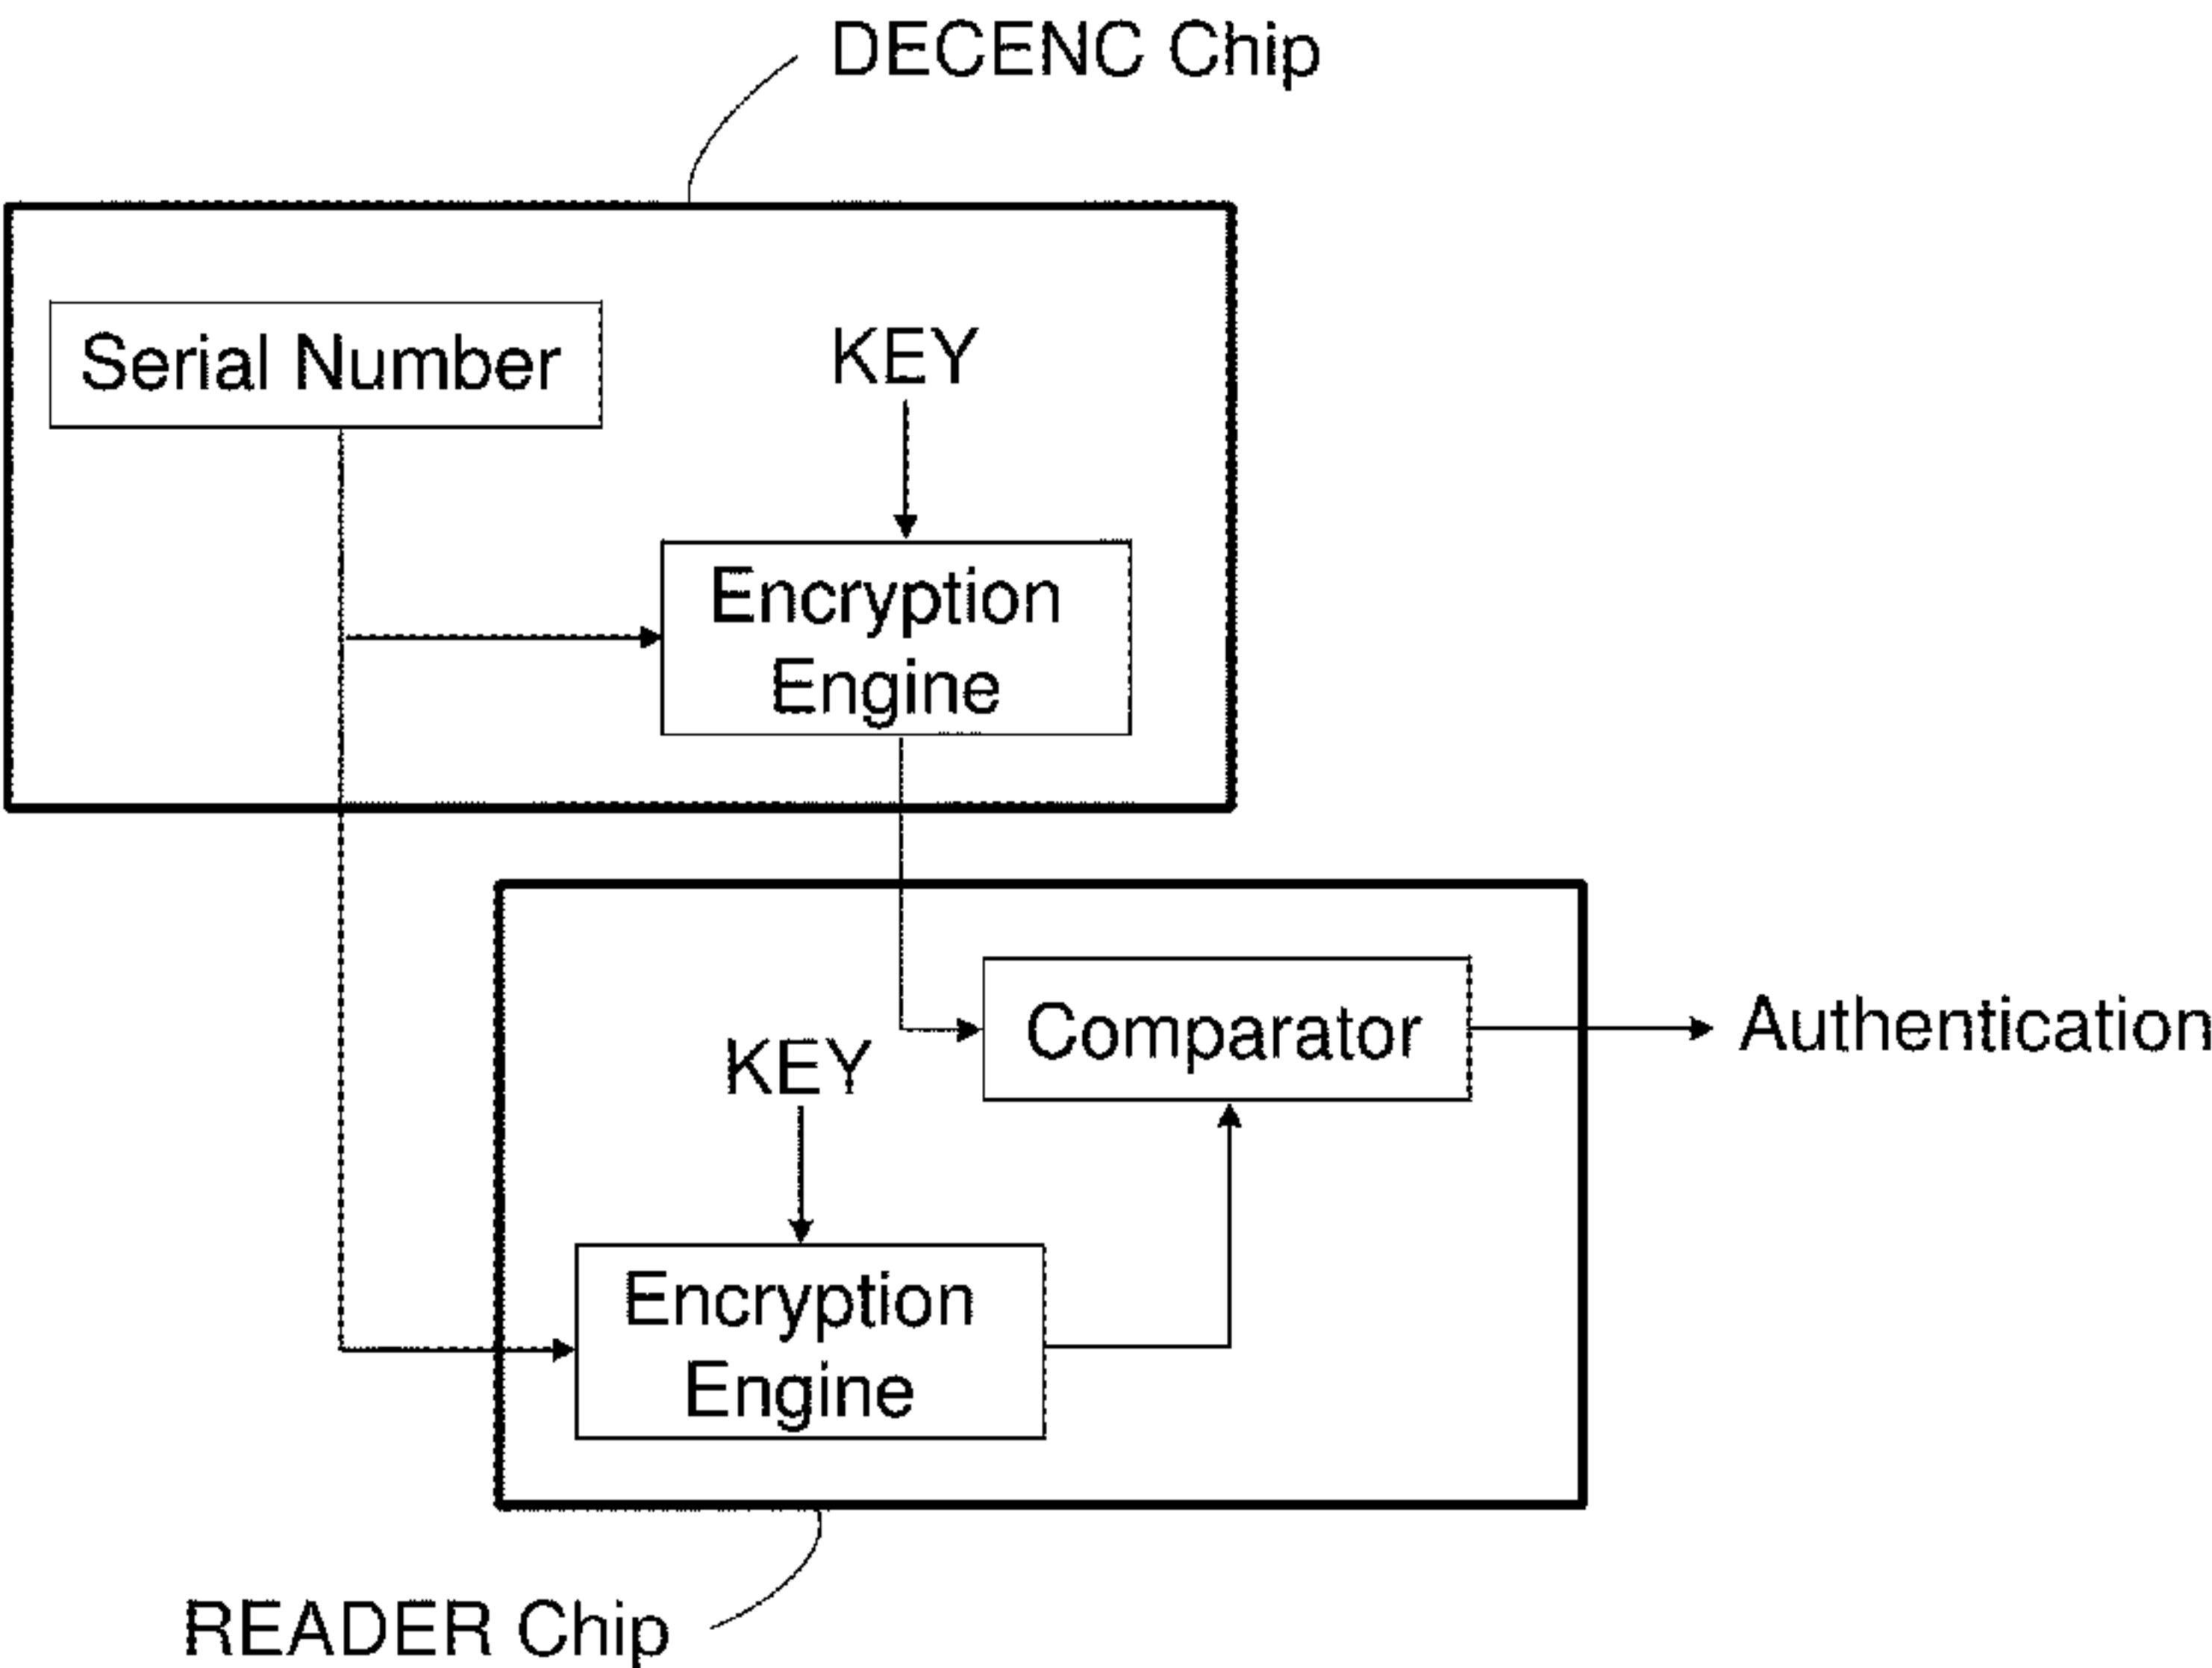 DECENC Chip
Serial Number
KEY
Encryption
Engine
Comparator
Authentication
KEY
Encryption
Engine
READER Chip